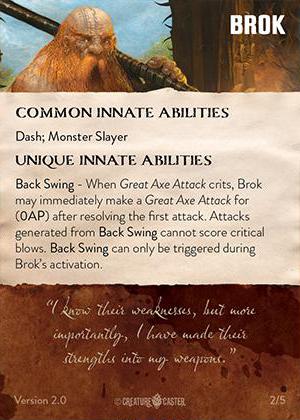 BROK
COMMON INNATE ABILITIES
Dash; Monster Slayer
UNIQUE INNATE ABILITIES
Back Swing - When Great Axe Attack crits, Brok
may immediately make a Great Axe Attack for
(0AP) after resolving the first attack. Attacks
generated from Back Swing cannot score critical
blows. Back Swing can only be triggered during
Brok's activation.
"I know their weaknesses, but more
importantly, I have made their
strengths into my weapons."
Version 2.0 © CREATURE CASTER 2/5